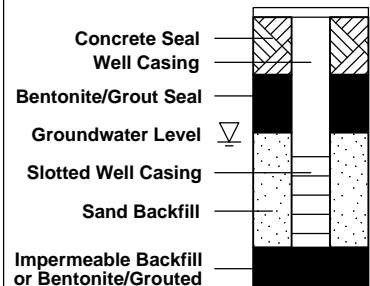 Concrete Seal
Well Casing
Bentonite/Grout Seal
Groundwater Level
Slotted Well Casing
Sand Backfill
Impermeable Backfill
or Bentonite/Grouted